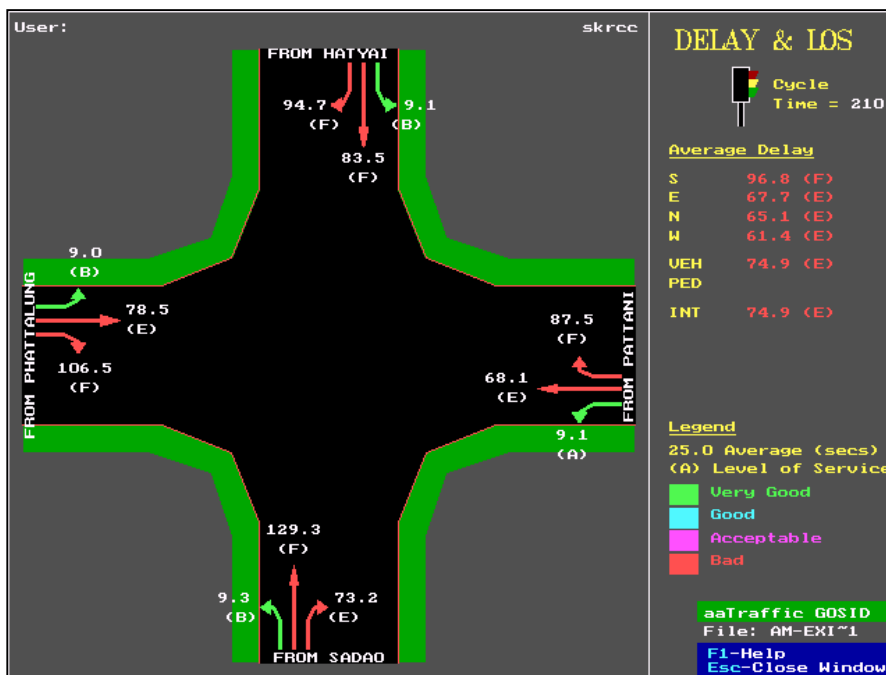 User:
skrcc
FROM HATYAI
94.7
(F)
9.1
(B)
83.5
(F)
9.0
(B)
FROM PHATTALUNG
78.5
(E)
106.5
(F)
87.5
(F)
FROM PATTANI
68.1
(E)
9.1
(A)
129.3
(F)
9.3
(B)
73.2
(E)
FROM SADAO
DELAY & LOS
Cycle
Time = 210
Average Delay
S 96.8 (F)
E 67.7 (E)
N 65.1 (E)
W 61.4 (E)
VEH 74.9 (E)
PED
INT 74.9 (E)
Legend
25.0 Average (secs)
(A) Level of Service
Very Good
Good
Acceptable
Bad
aaTraffic GOSID
File: AM-EXI~1
F1-Help
Esc-Close Window